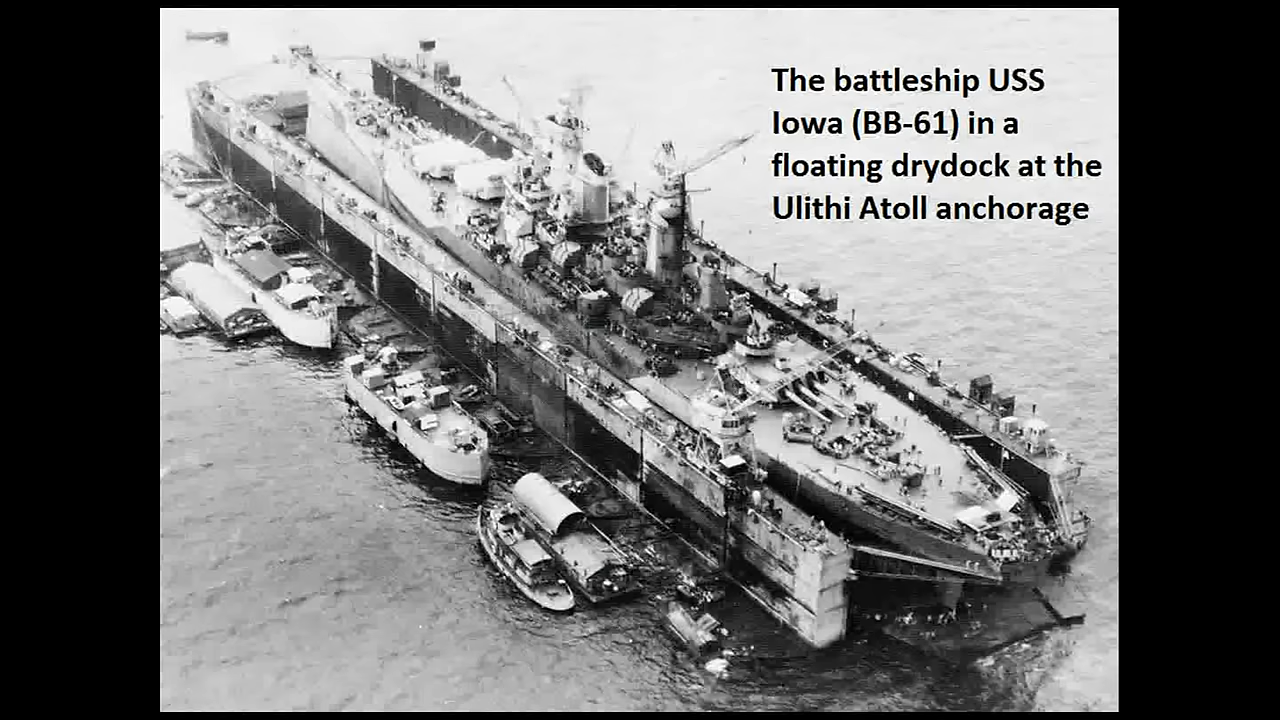 The battleship USS
Iowa (BB-61) in a
floating drydock at the
Ulithi Atoll anchorage